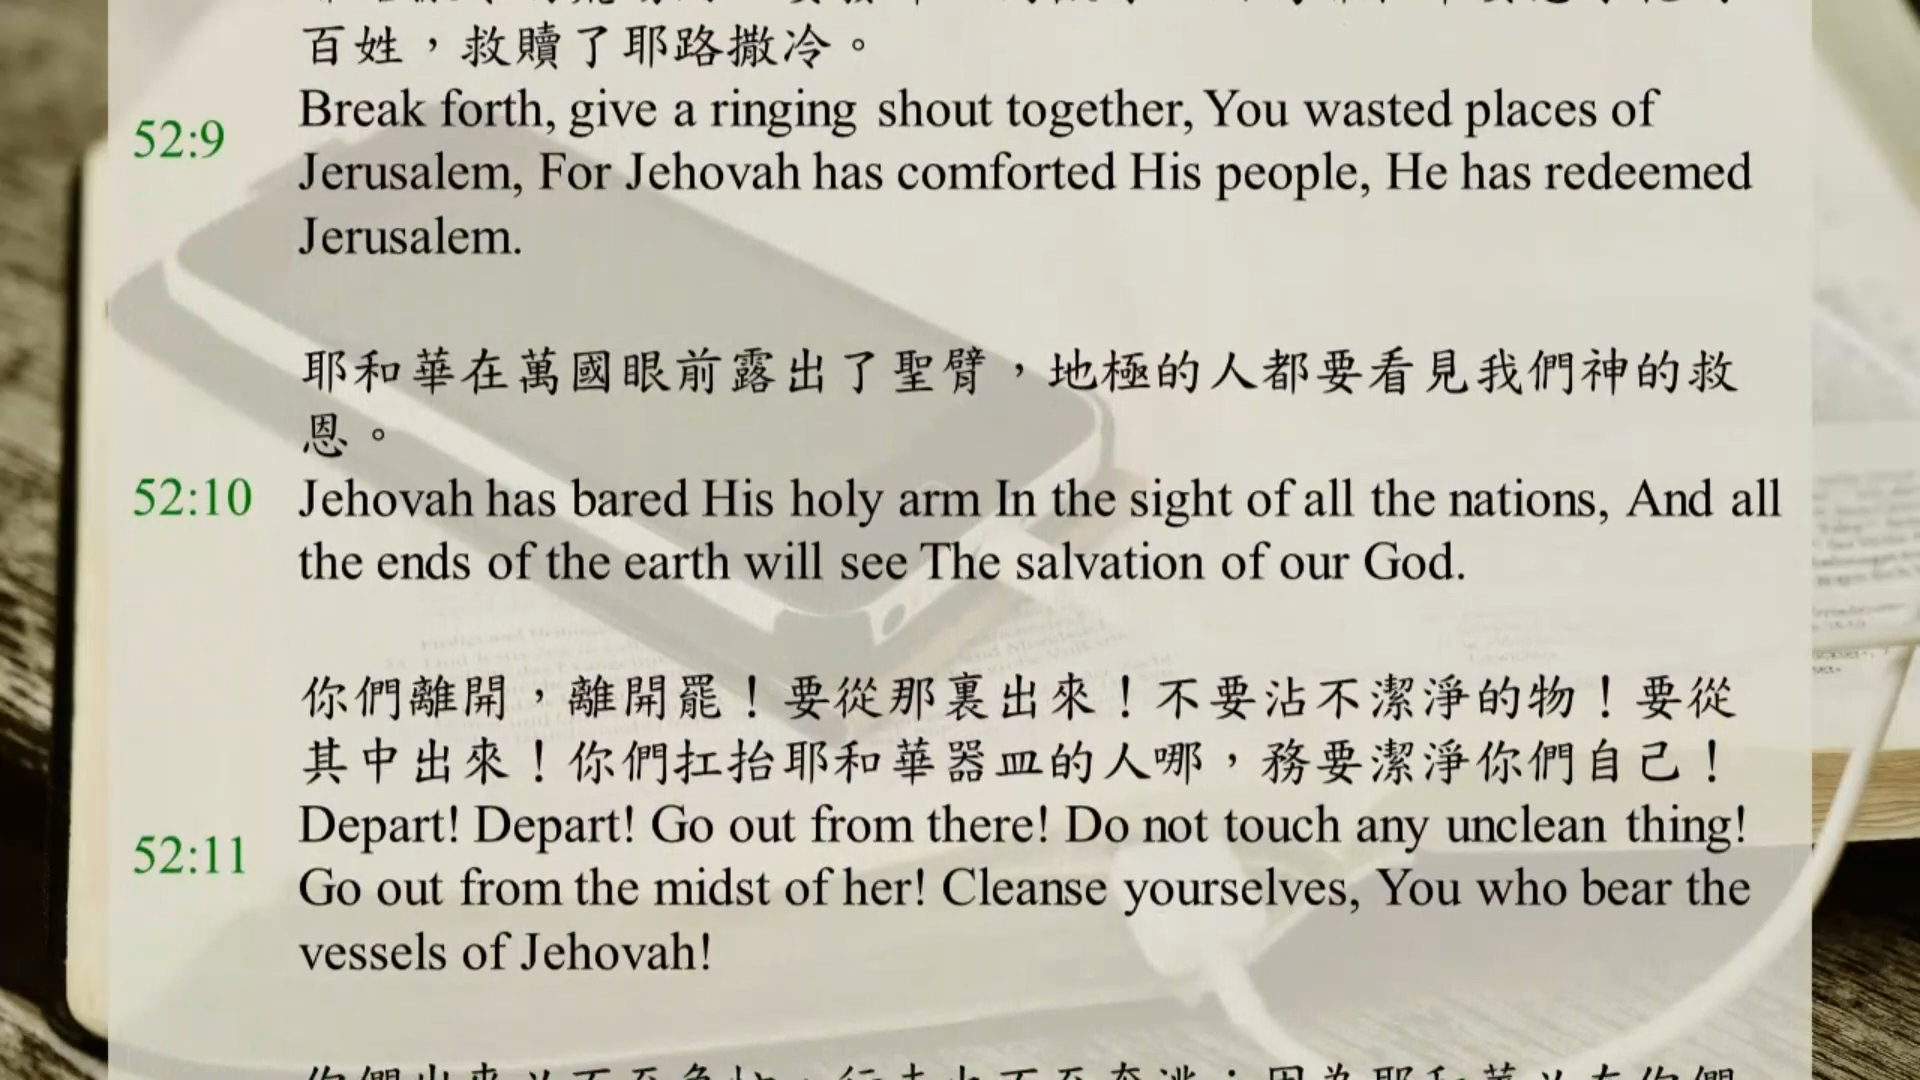 百姓，救贖了耶路撒冷。
52:9
Break forth, give a ringing shout together, You wasted places of
Jerusalem, For Jehovah has comforted His people, He has redeemed
Jerusalem.
耶和華在萬國眼前露出了聖臂，地極的人都要看見我們神的救
恩。
52:10
Jehovah has bared His holy arm In the sight of all the nations, And all
the ends of the earth will see The salvation of our God.
你們離開，離開罷！要從那裏出來！不要沾不潔淨的物！要從
其中出來！你們扛抬耶和華器皿的人哪，務要潔淨你們自己！
52:11
Depart! Depart! Go out from there! Do not touch any unclean thing!
Go out from the midst of her! Cleanse yourselves, You who bear the
vessels of Jehovah!